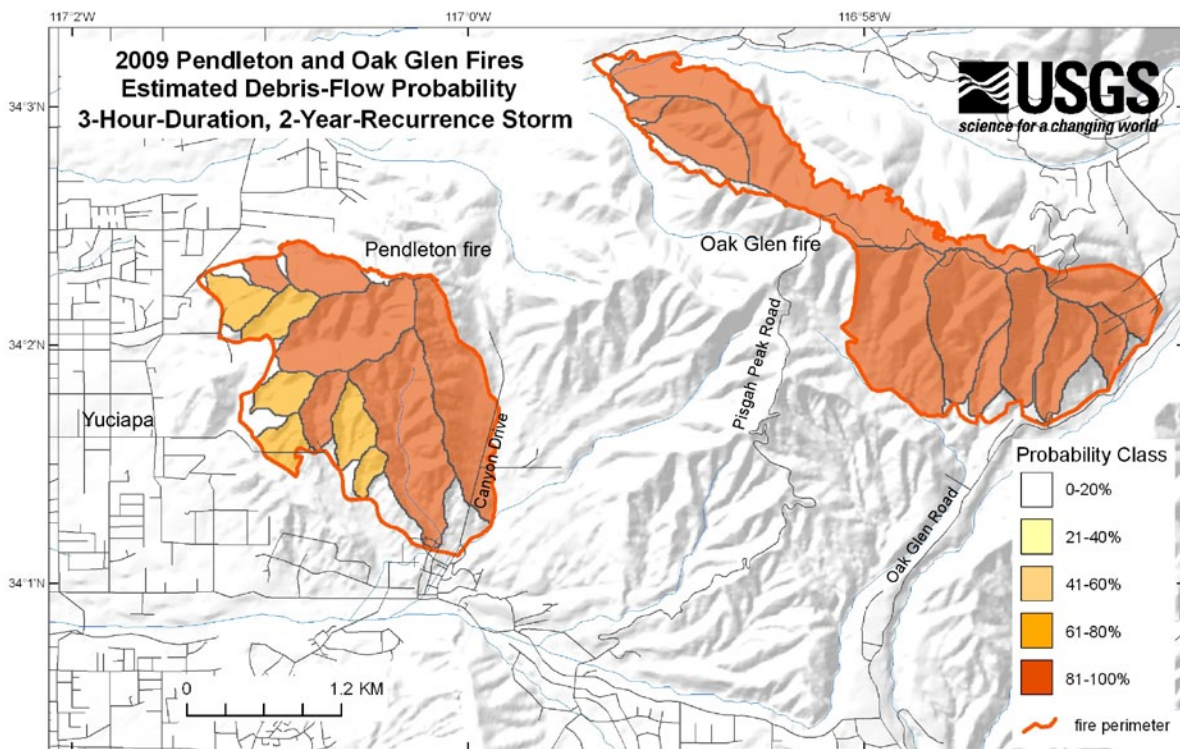 117°2'W
117°0'W
116°58'W
2009 Pendleton and Oak Glen Fires
Estimated Debris-Flow Probability
3-Hour-Duration, 2-Year-Recurrence Storm
USGS
science for a changing world
34°3'N
Pendleton fire
Oak Glen fire
34°2'N
Pisgah Peak Road
Yuciapa
Canyon Drive
Oak Glen Road
34°1'N
Probability Class
0-20%
21-40%
41-60%
61-80%
81-100%
fire perimeter
0
1.2 KM